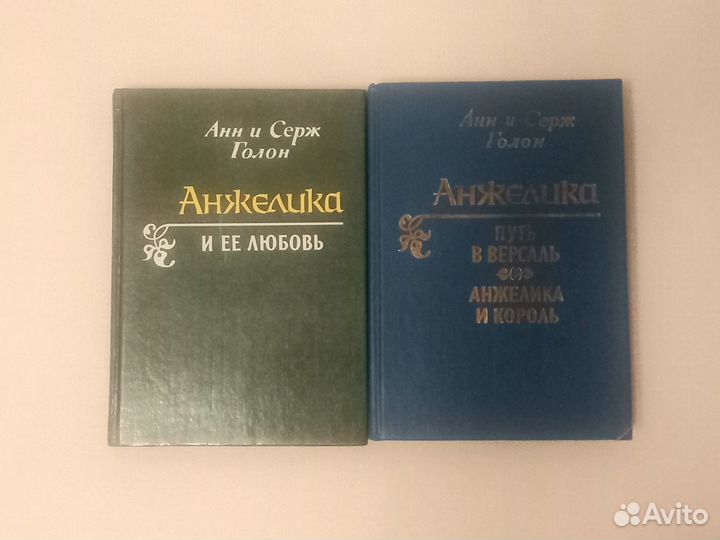 Анн и Серж
Голон
Анжелика
И ЕЕ ЛЮБОВЬ
Анн и Серж
Голон
Анжелика
ПУТЬ
В ВЕРСАЛЬ
АНЖЕЛИКА
И КОРОЛЬ
Avito